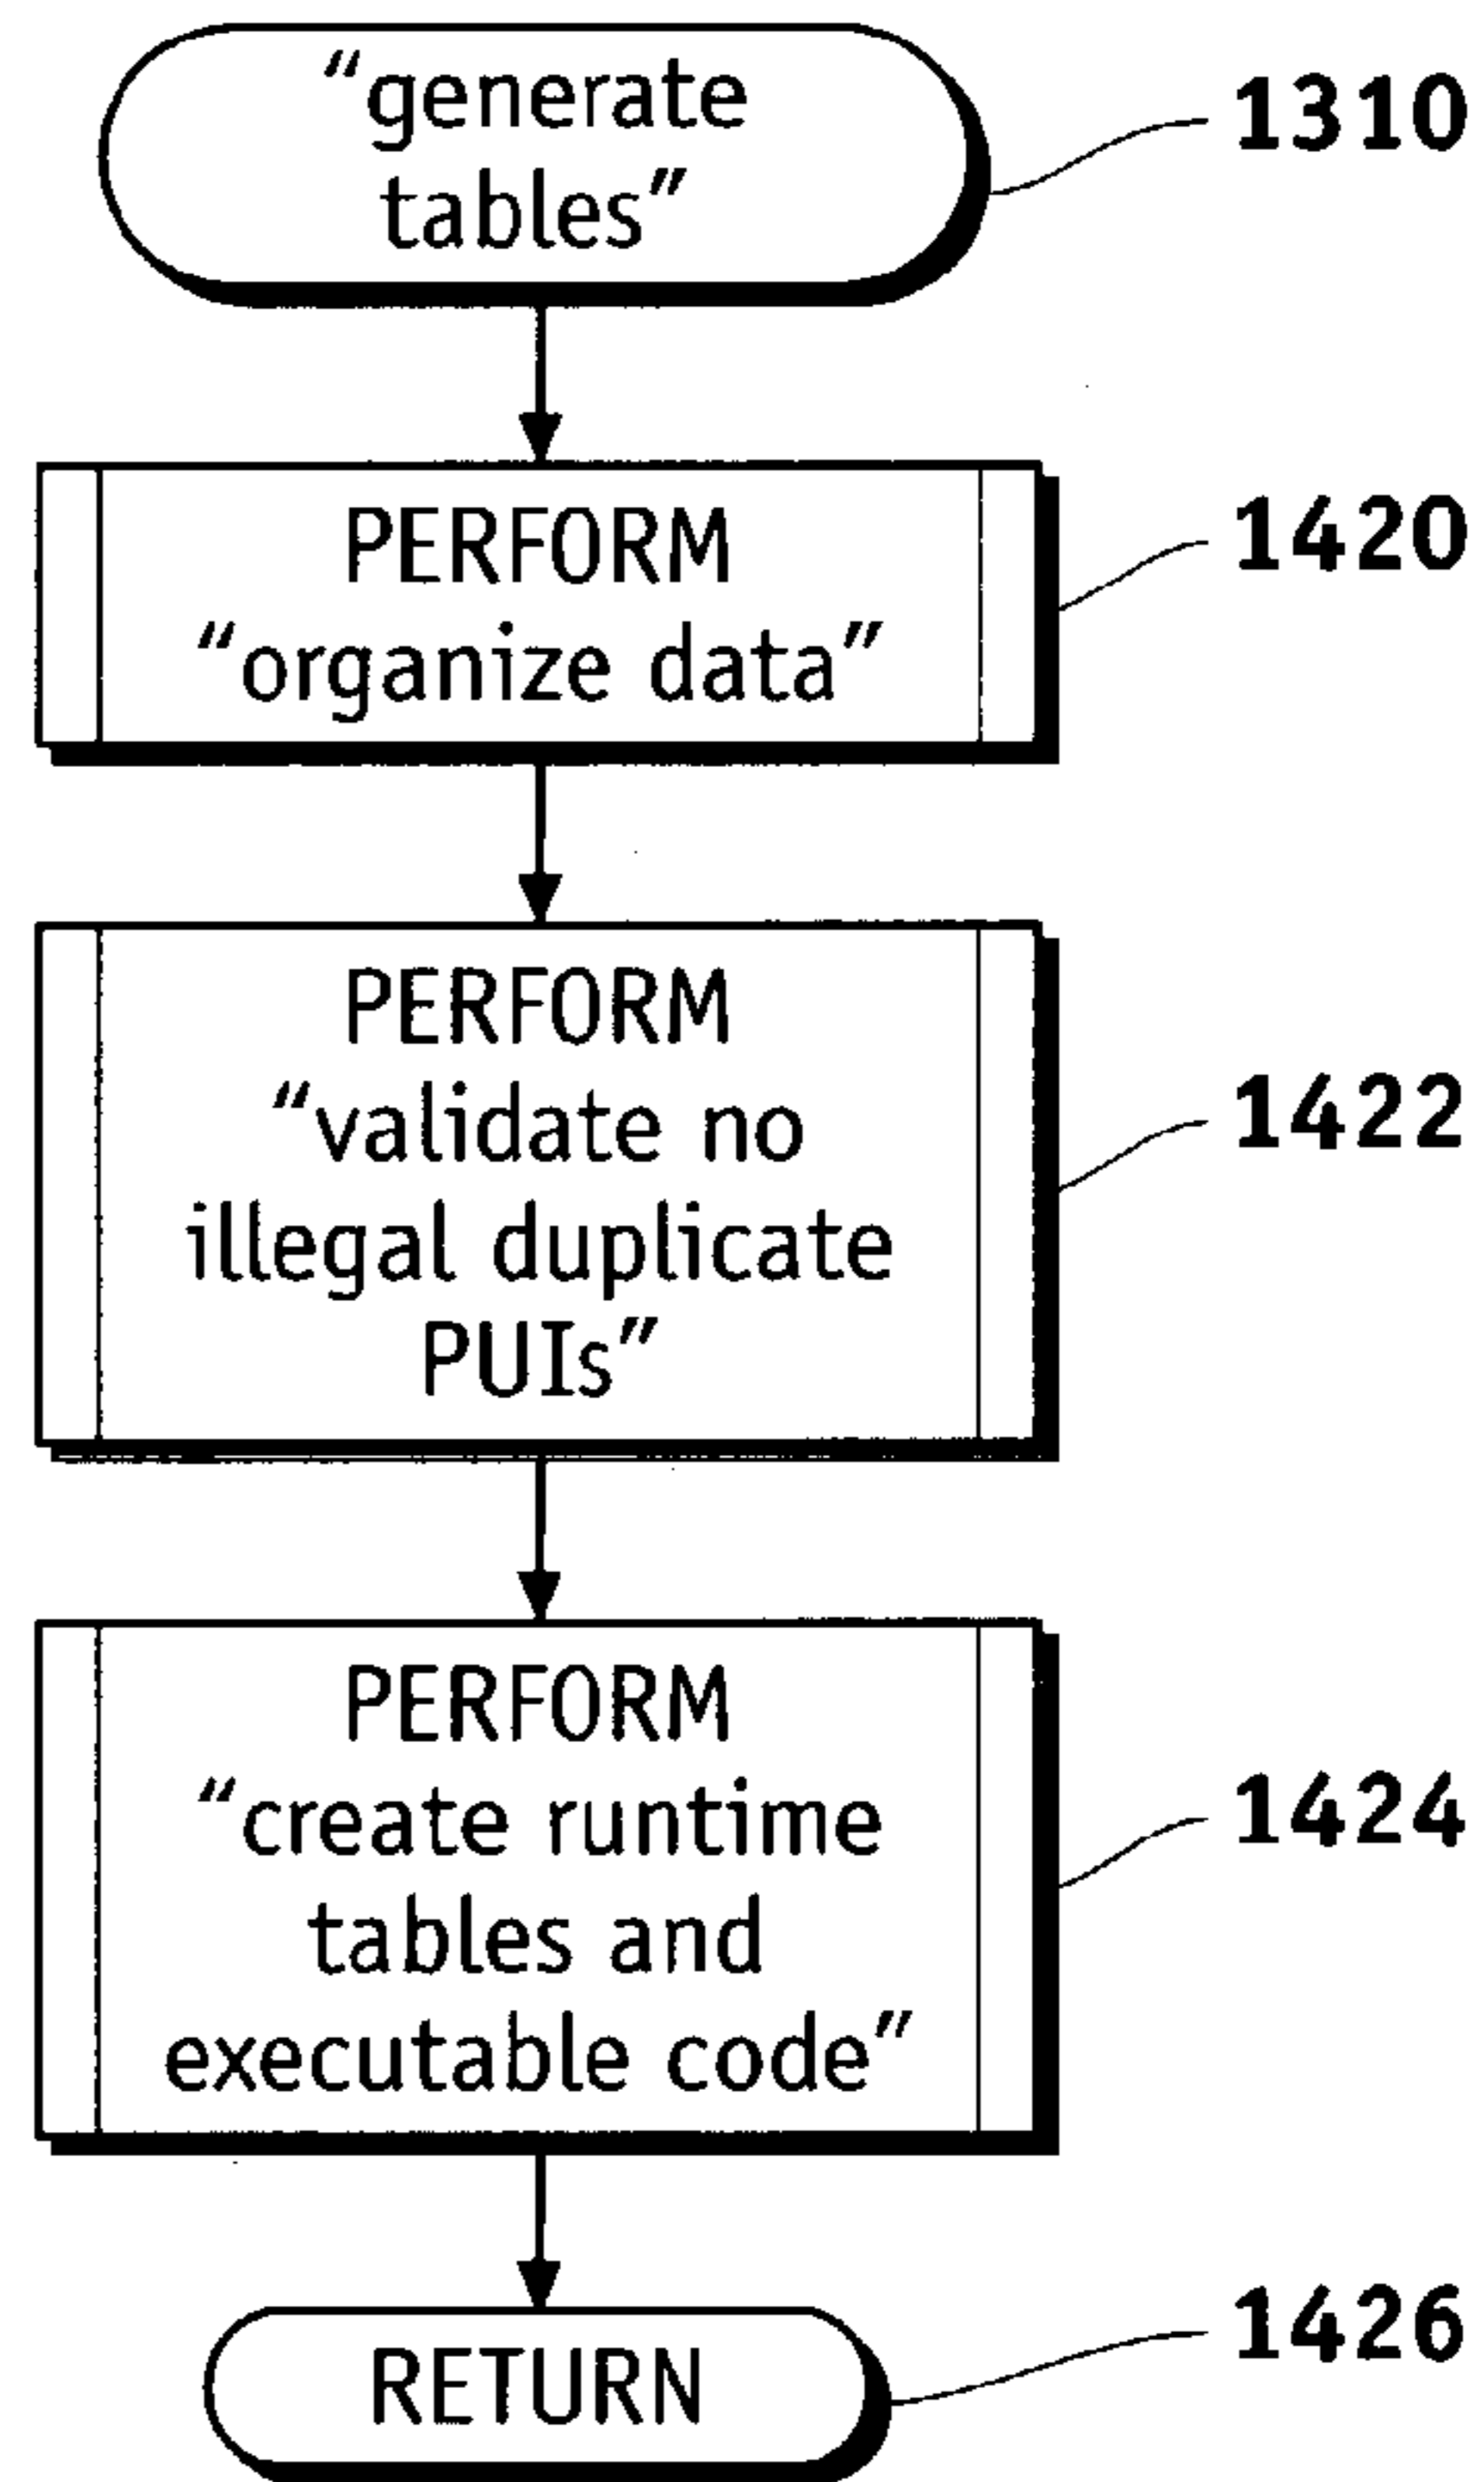 “generate
tables”
1310
PERFORM
“organize data”
1420
PERFORM
“validate no
illegal duplicate
PUIs”
1422
PERFORM
“create runtime
tables and
executable code”
1424
RETURN
1426